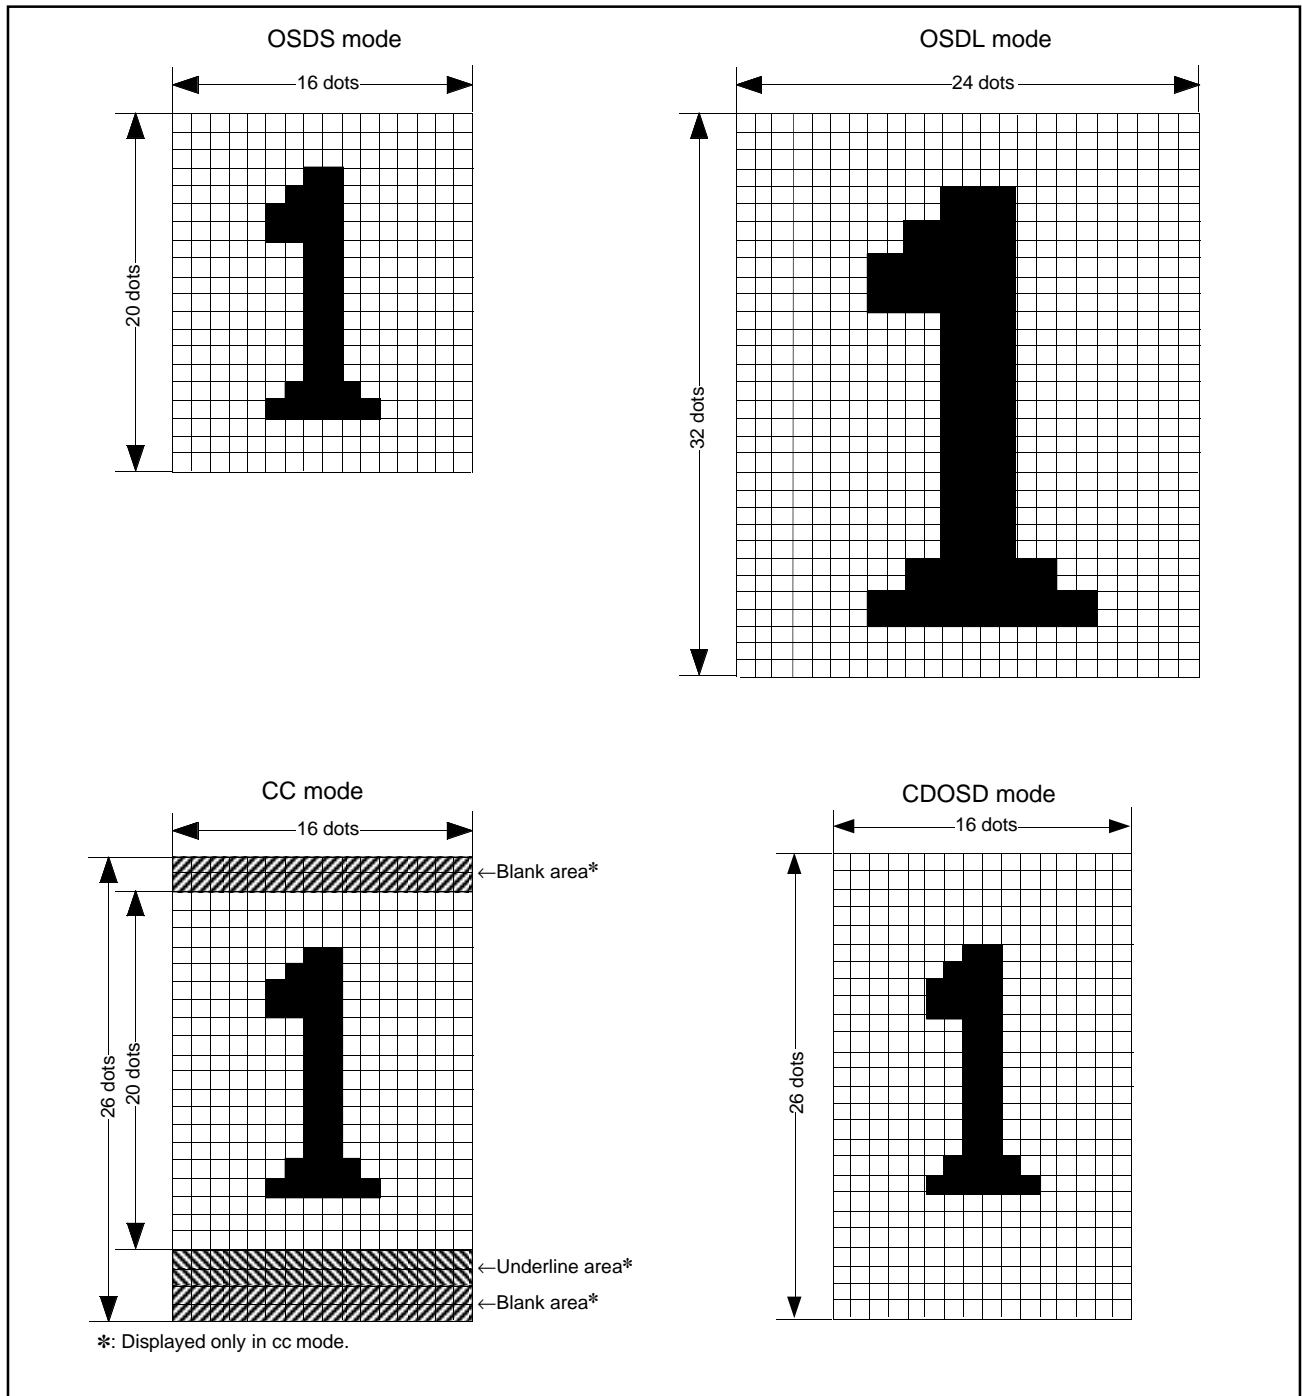 OSDS mode
16 dots
20 dots
OSDL mode
24 dots
32 dots
CC mode
16 dots
26 dots
20 dots
←Blank area*
←Underline area*
←Blank area*
*: Displayed only in cc mode.
CDOSD mode
16 dots
26 dots